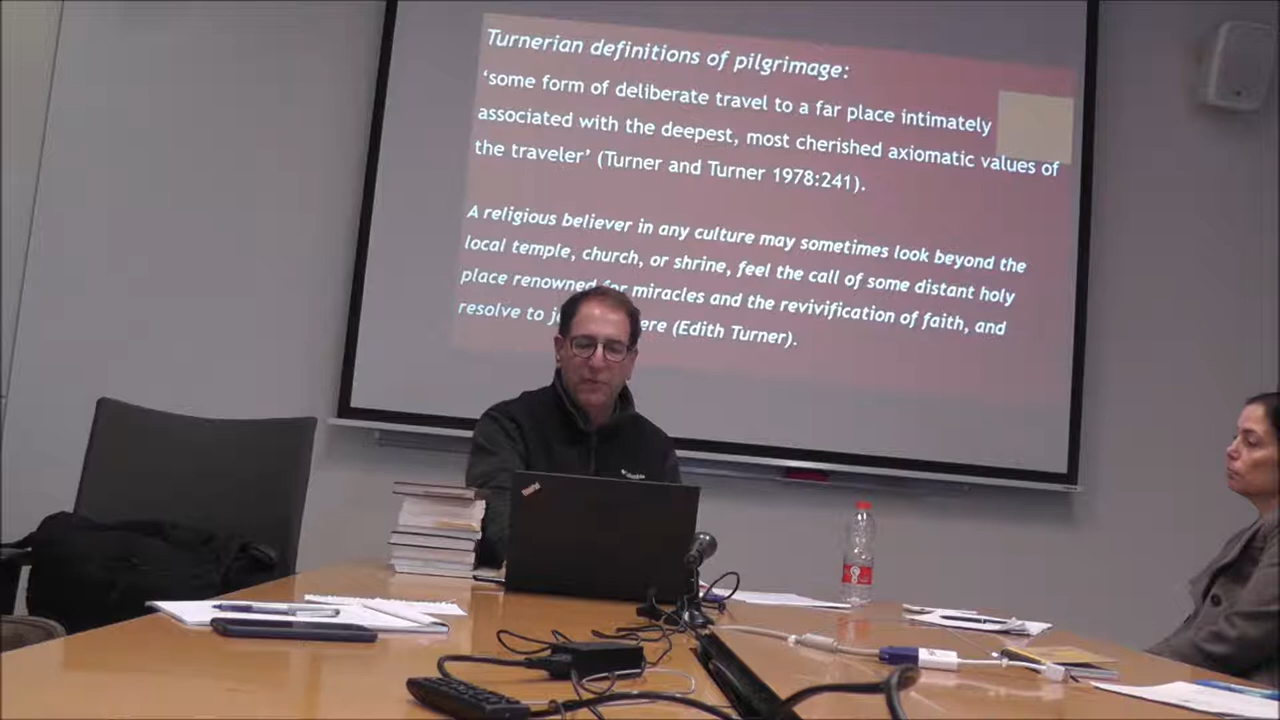 Turnerian definitions of pilgrimage:
‘some form of deliberate travel to a far place intimately
associated with the deepest, most cherished axiomatic values of
the traveler’ (Turner and Turner 1978:241).
A religious believer in any culture may sometimes look beyond the
local temple, church, or shrine, feel the call of some distant holy
place renowned for miracles and the revivification of faith, and
resolve to (Edith Turner).
ThinkPad